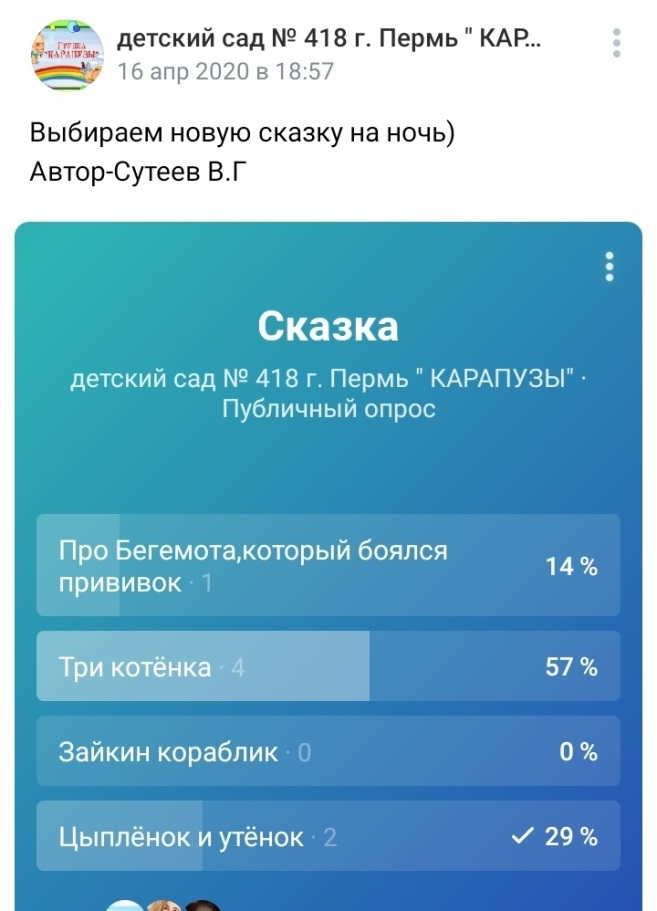 Группа
"КАРАПУЗЫ"
детский сад № 418 г. Пермь " КАР...
16 апр 2020 в 18:57
Выбираем новую сказку на ночь)
Автор-Сутеев В.Г
Сказка
детский сад № 418 г. Пермь " КАРАПУЗЫ" ·
Публичный опрос
Про Бегемота,который боялся
прививок · 1
14 %
Три котёнка · 4
57 %
Зайкин кораблик · 0
0 %
Цыплёнок и утёнок · 2
29 %